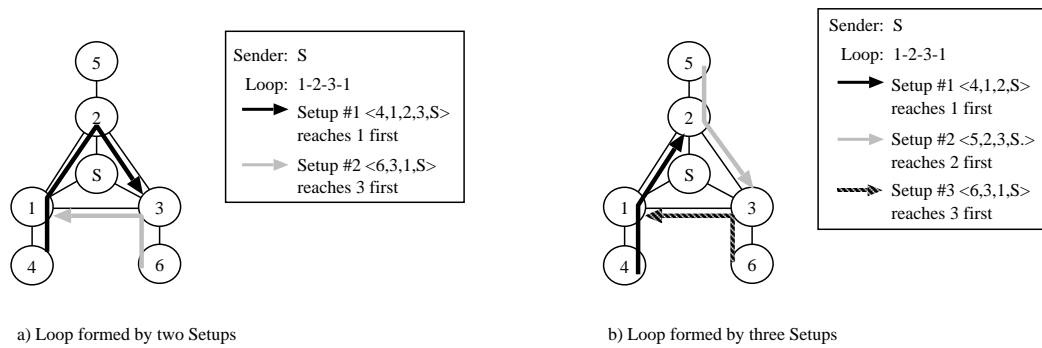 5
2
S
1
3
4
6
Sender: S
Loop: 1-2-3-1
Setup #1 <4,1,2,3,S>
reaches 1 first
Setup #2 <6,3,1,S>
reaches 3 first
a) Loop formed by two Setups
5
2
S
1
3
4
6
Sender: S
Loop: 1-2-3-1
Setup #1 <4,1,2,S>
reaches 1 first
Setup #2 <5,2,3,S.>
reaches 2 first
Setup #3 <6,3,1,S>
reaches 3 first
b) Loop formed by three Setups